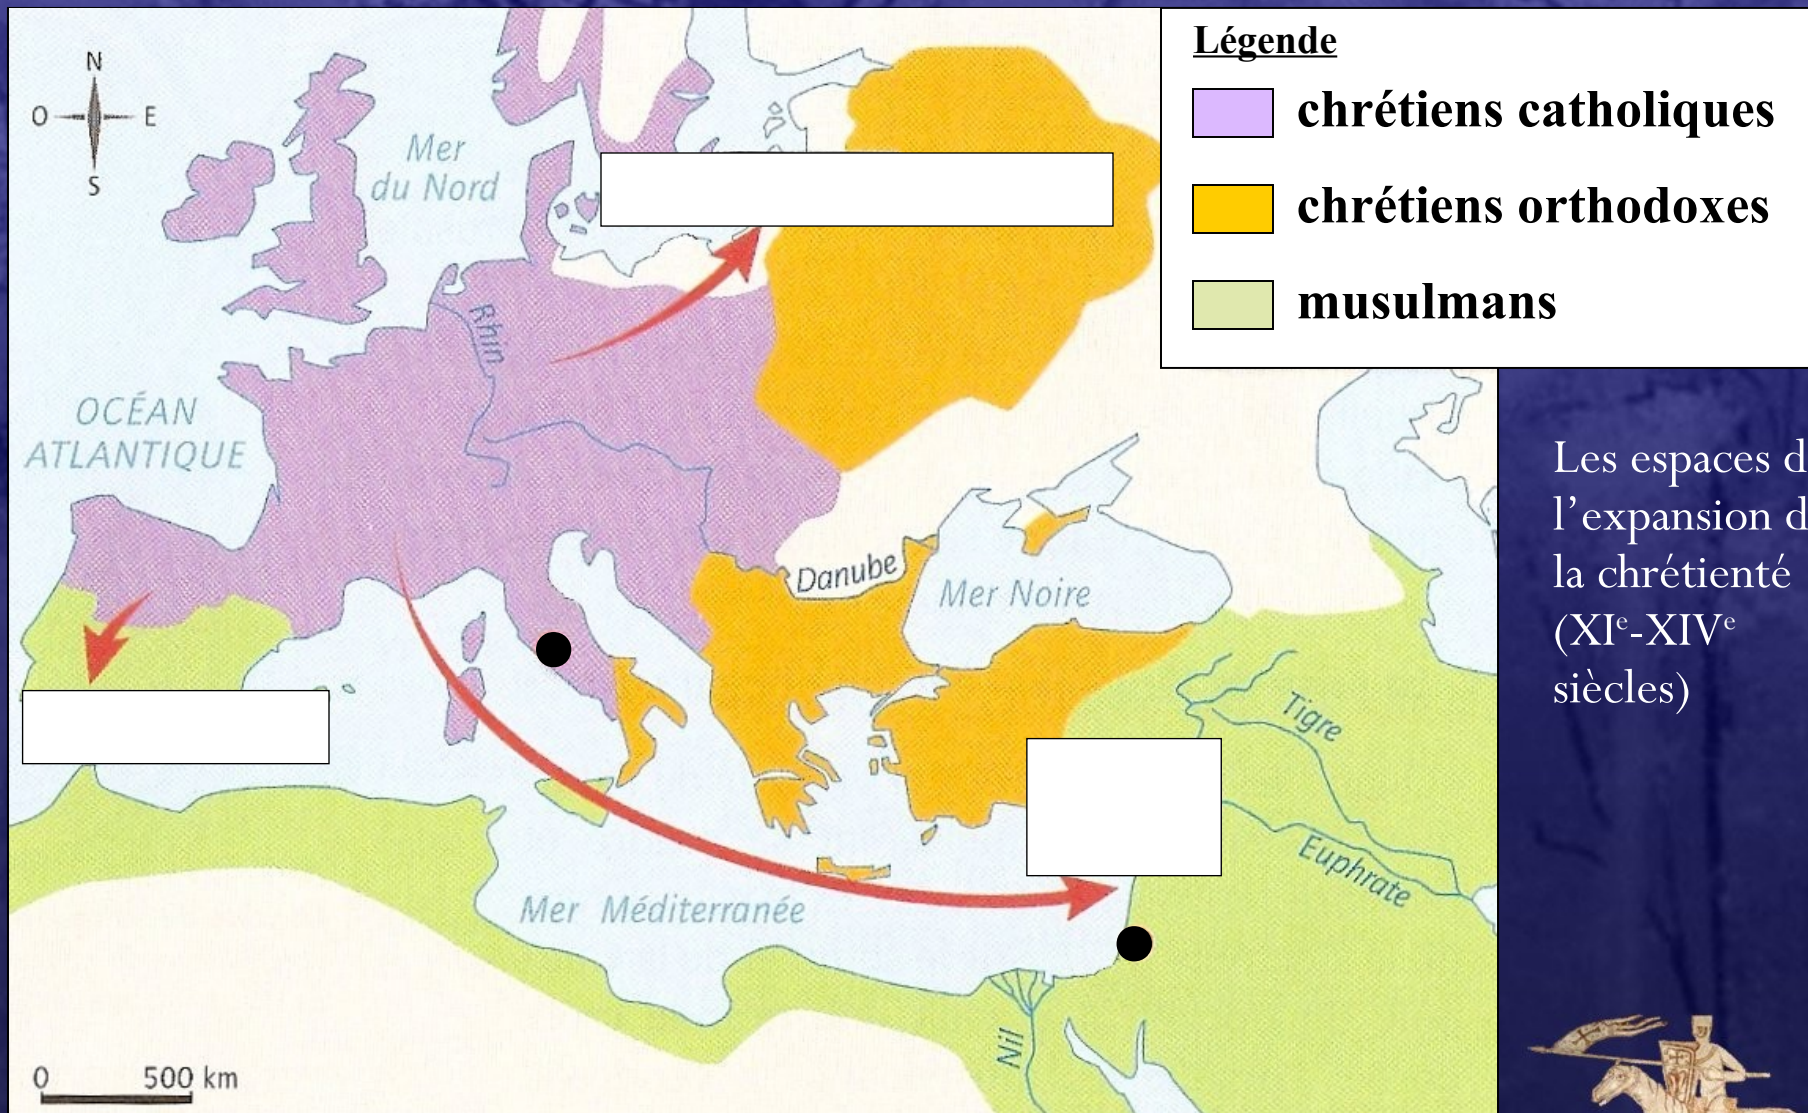 N
O E
S
Mer
du Nord
Rhin
OCÉAN
ATLANTIQUE
Danube
Mer Noire
Tigre
Euphrate
Mer Méditerranée
Nil
0 500 km
Légende
chrétiens catholiques
chrétiens orthodoxes
musulmans
Les espaces d
l’expansion d
la chrétienté
(XIe-XIVe
siècles)